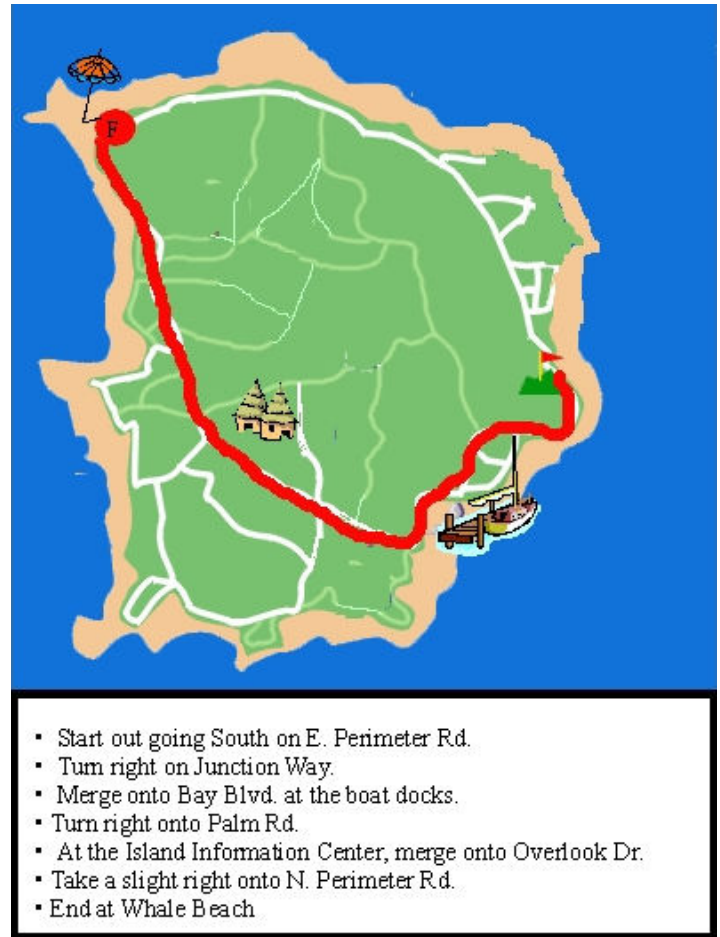 F
▪ Start out going South on E. Perimeter Rd.
▪ Turn right on Junction Way.
▪ Merge onto Bay Blvd. at the boat docks.
▪ Turn right onto Palm Rd.
▪ At the Island Information Center, merge onto Overlook Dr.
▪ Take a slight right onto N. Perimeter Rd.
▪ End at Whale Beach